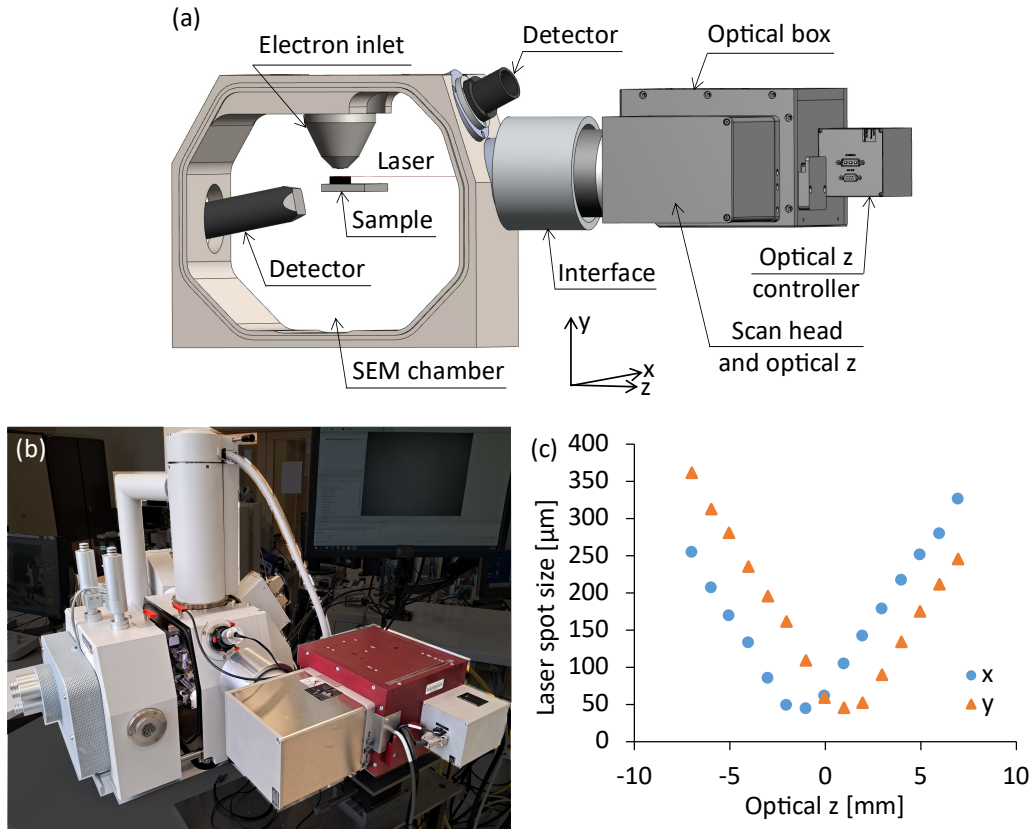 (a)
Electron inlet
Detector
Optical box
Laser
Sample
Detector
Interface
Optical z
controller
Scan head
and optical z
SEM chamber
y
x
z
(b)
(c)
400
350
300
250
200
150
100
50
0
-10
-5
0
5
10
Laser spot size [µm]
Optical z [mm]
x
y